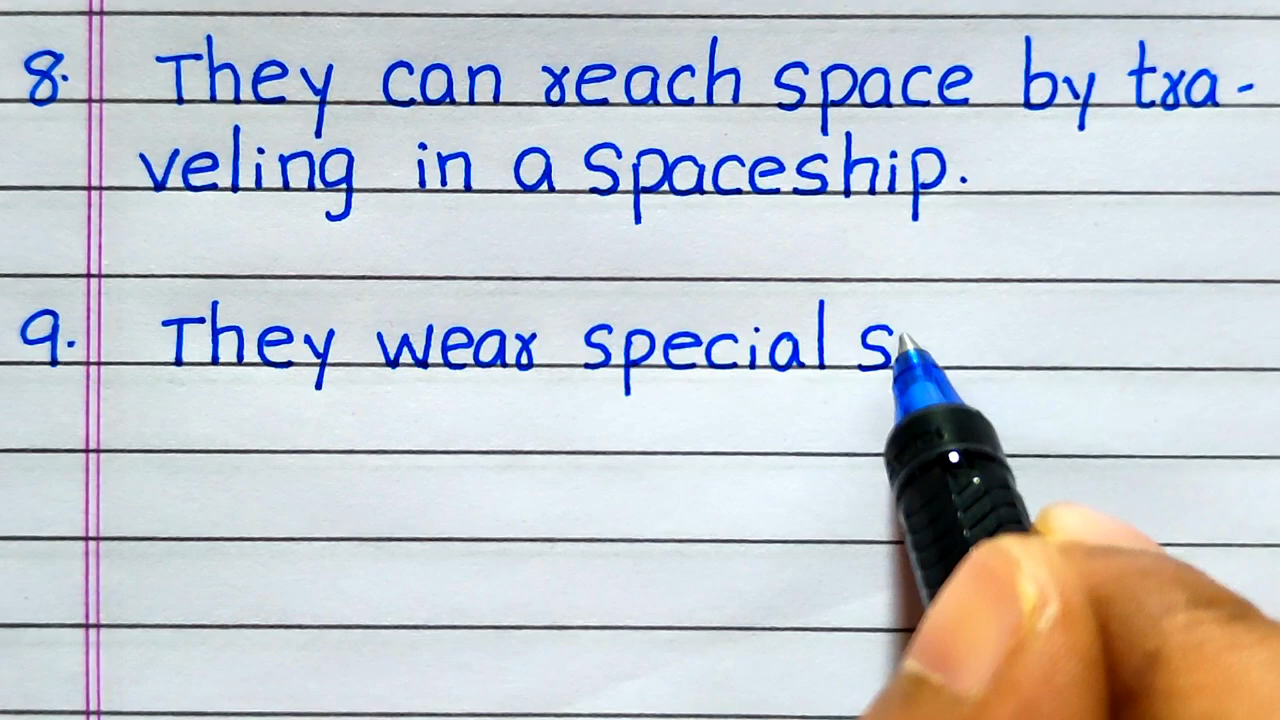 8. They can reach space by tra-
veling in a spaceship.
9. They wear special s